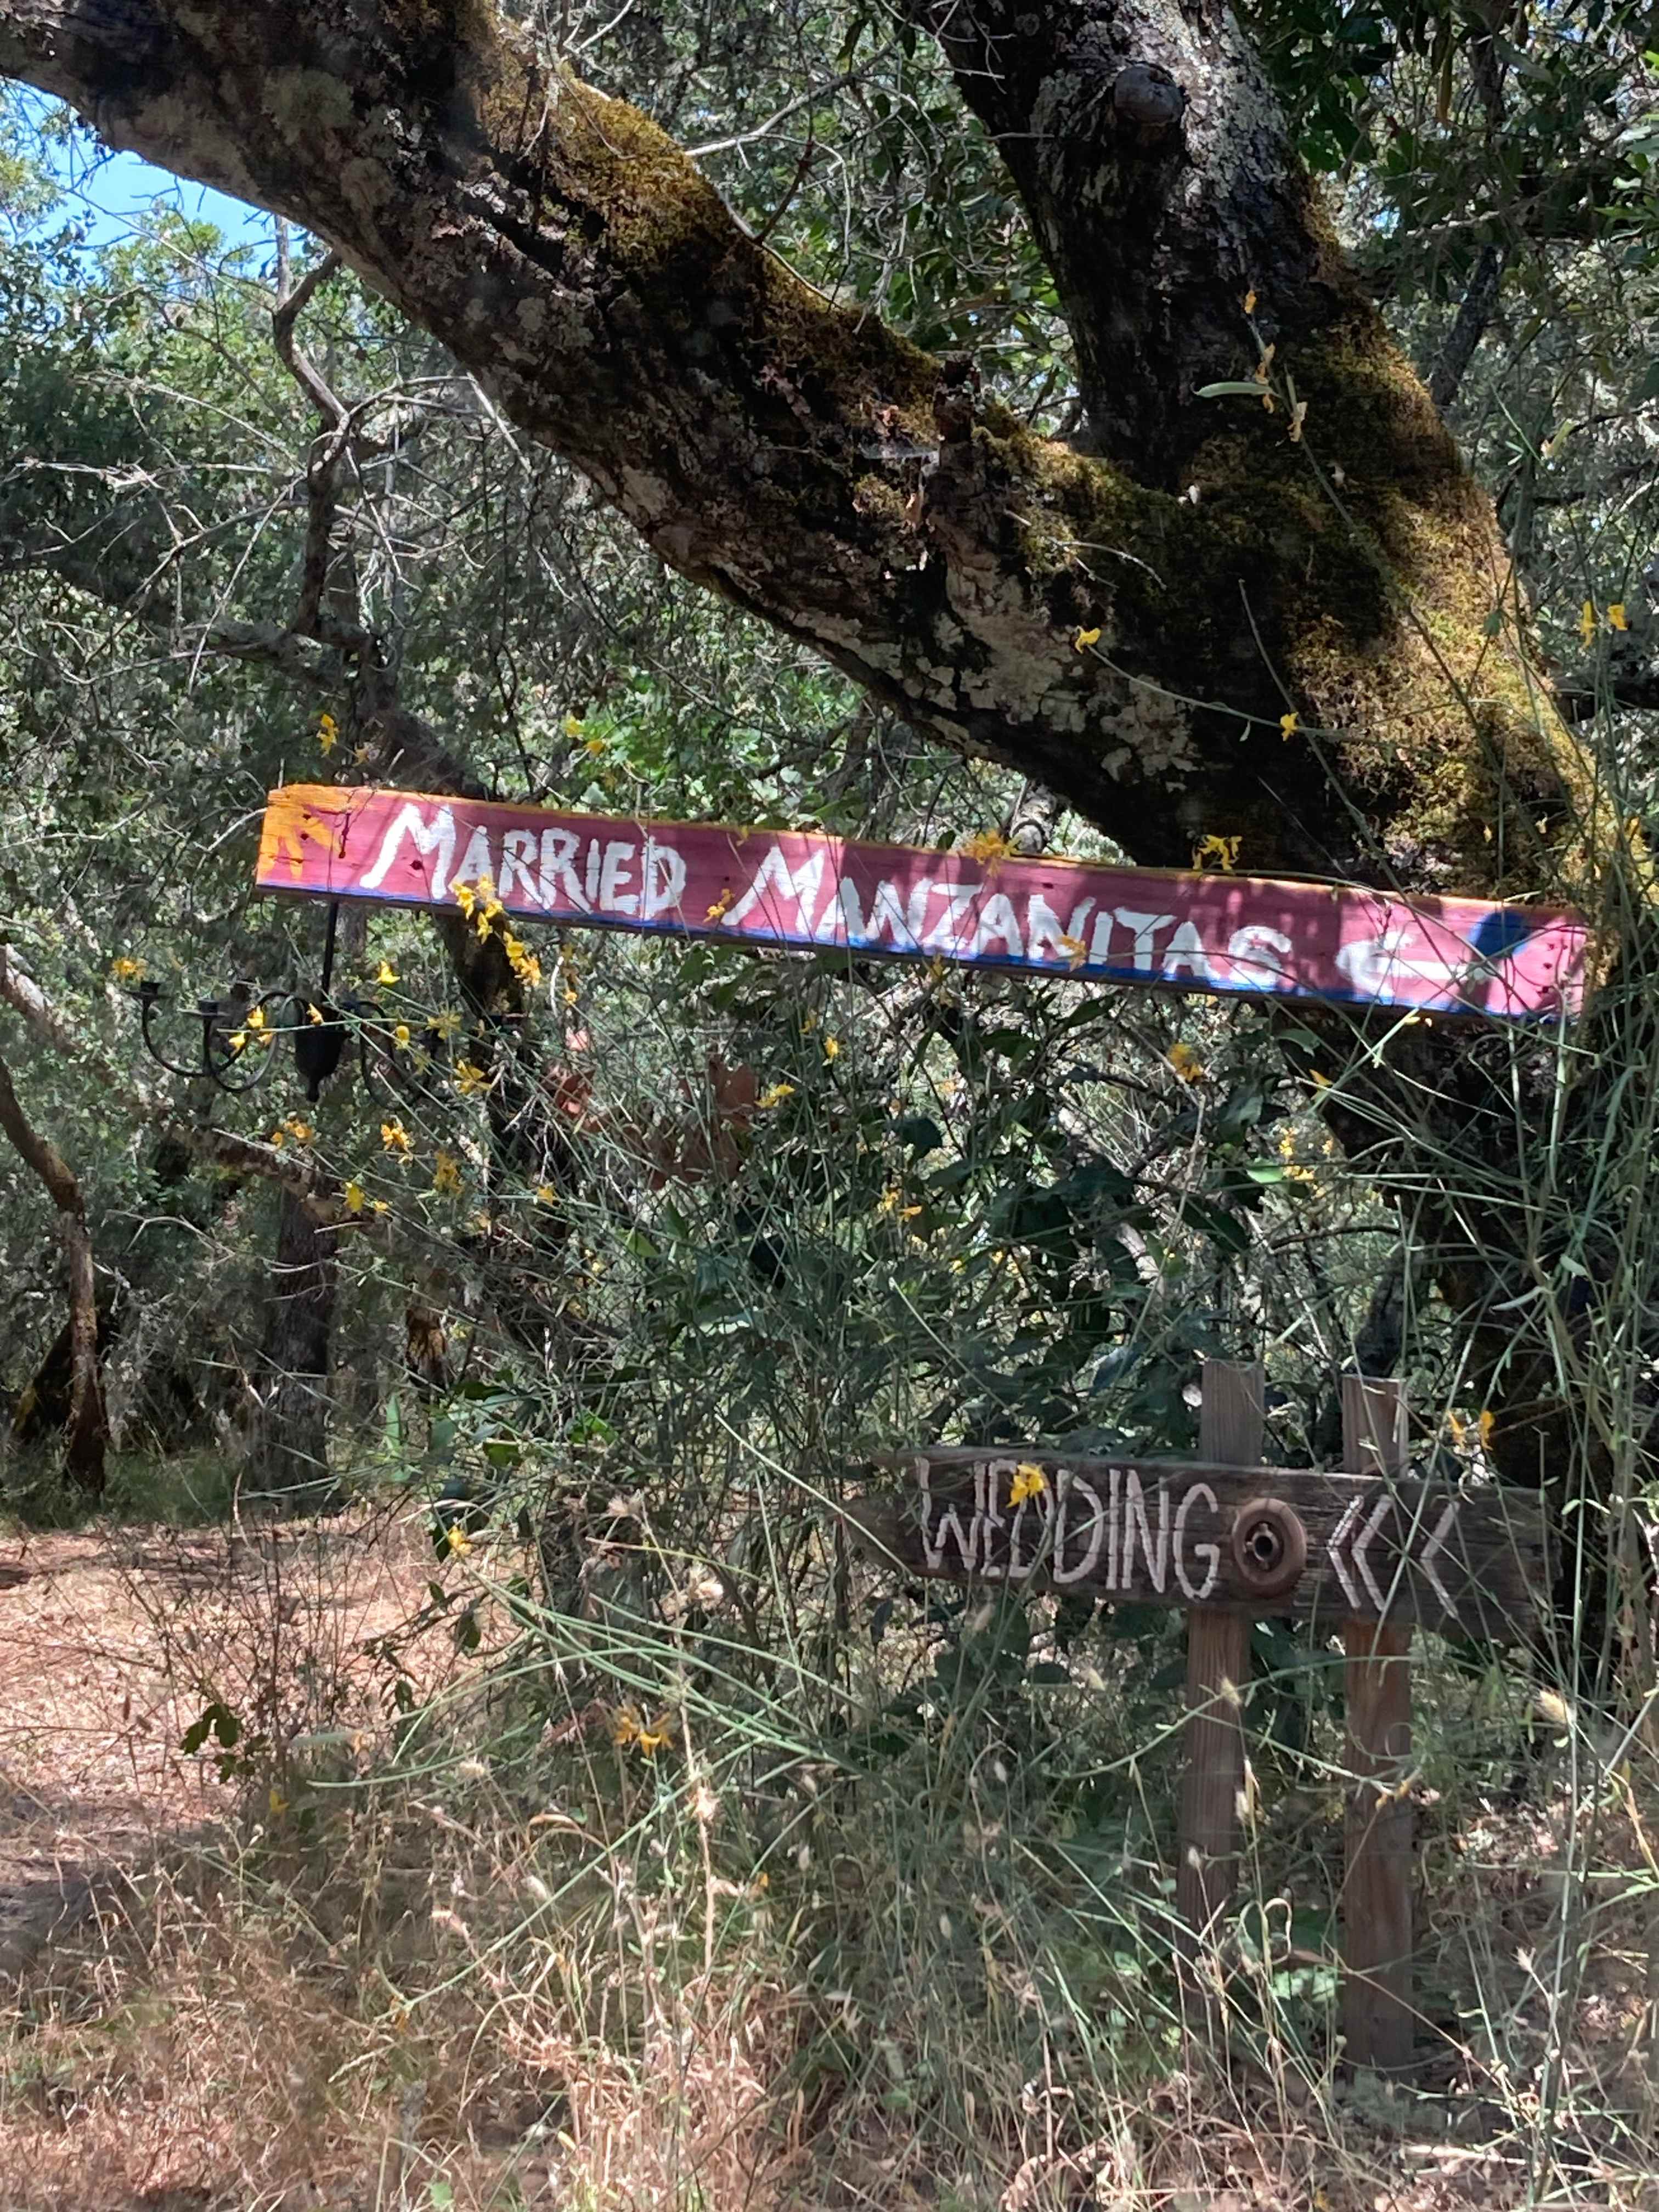 MARRIED MANZANITAS ←
WEDDING <<<